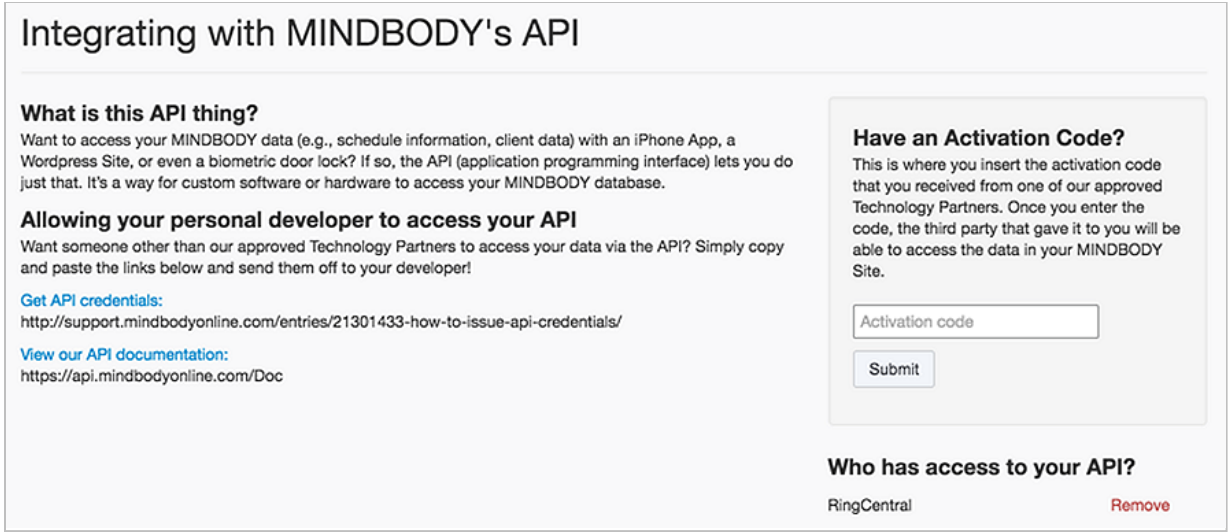 Integrating with MINDBODY's API
What is this API thing?
Want to access your MINDBODY data (e.g., schedule information, client data) with an iPhone App, a
Wordpress Site, or even a biometric door lock? If so, the API (application programming interface) lets you do
just that. It's a way for custom software or hardware to access your MINDBODY database.
Allowing your personal developer to access your API
Want someone other than our approved Technology Partners to access your data via the API? Simply copy
and paste the links below and send them off to your developer!
Get API credentials:
http://support.mindbodyonline.com/entries/21301433-how-to-issue-api-credentials/
View our API documentation:
https://api.mindbodyonline.com/Doc
Have an Activation Code?
This is where you insert the activation code
that you received from one of our approved
Technology Partners. Once you enter the
code, the third party that gave it to you will be
able to access the data in your MINDBODY
Site.
Activation code
Submit
Who has access to your API?
RingCentral Remove